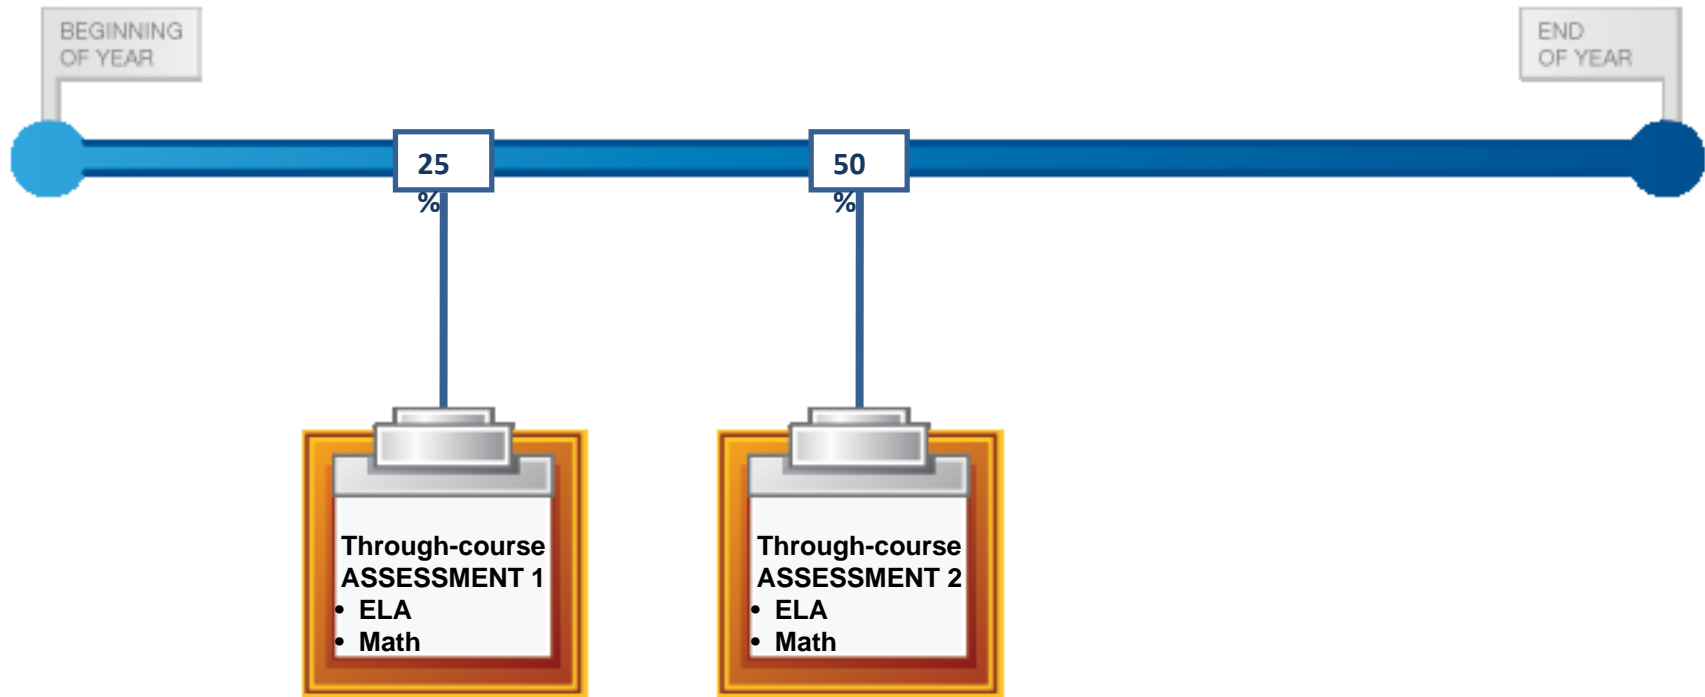 BEGINNING
OF YEAR
END
OF YEAR
25
%
50
%
Through-course
ASSESSMENT 1
• ELA
• Math
Through-course
ASSESSMENT 2
• ELA
• Math